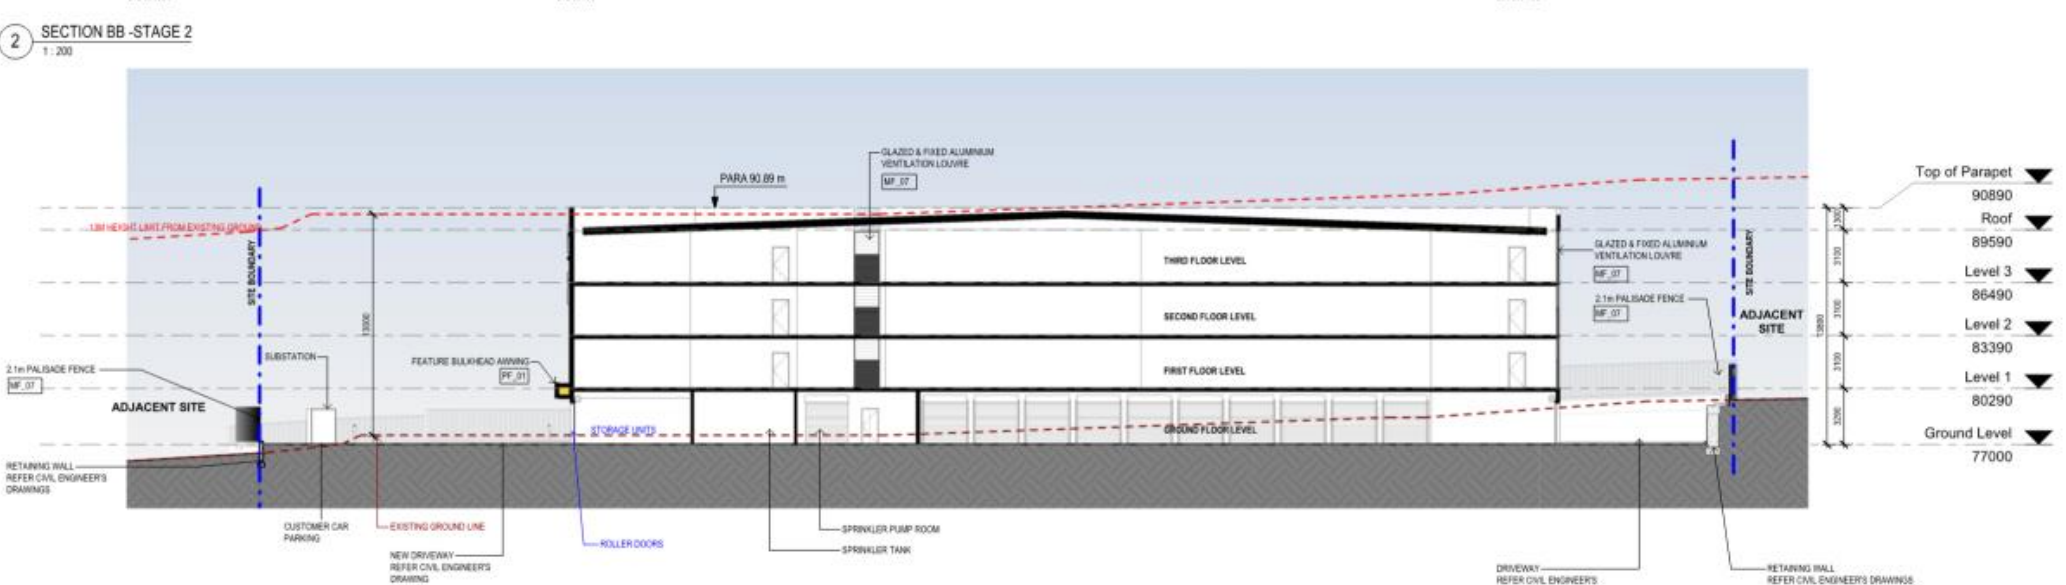 2
SECTION BB -STAGE 2
1 : 200
GLAZED & FIXED ALUMINIUM
VENTILATION LOUVRE
MF_07
PARA 90.89 m
13M HEIGHT LIMIT FROM EXISTING GROUND
SITE BOUNDARY
13000
THIRD FLOOR LEVEL
SECOND FLOOR LEVEL
FIRST FLOOR LEVEL
GROUND FLOOR LEVEL
GLAZED & FIXED ALUMINIUM
VENTILATION LOUVRE
MF_07
2.1m PALISADE FENCE
MF_07
SITE BOUNDARY
ADJACENT
SITE
Top of Parapet
90890
Roof
89590
Level 3
86490
Level 2
83390
Level 1
80290
Ground Level
77000
1300
3100
3100
3100
3290
SUBSTATION
FEATURE BULKHEAD AWNING
PF_01
2.1m PALISADE FENCE
MF_07
ADJACENT SITE
STORAGE UNITS
RETAINING WALL
REFER CIVIL ENGINEER'S
DRAWINGS
CUSTOMER CAR
PARKING
EXISTING GROUND LINE
NEW DRIVEWAY
REFER CIVIL ENGINEER'S
DRAWING
ROLLER DOORS
SPRINKLER PUMP ROOM
SPRINKLER TANK
DRIVEWAY
REFER CIVIL ENGINEER'S
RETAINING WALL
REFER CIVIL ENGINEER'S DRAWINGS